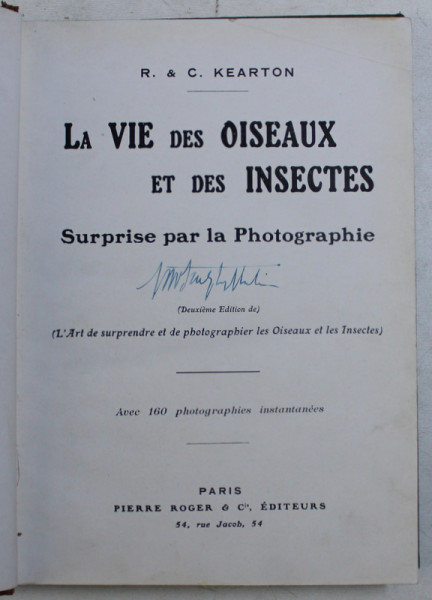 R. & C. KEARTON
LA VIE DES OISEAUX
ET DES INSECTES
Surprise par la Photographie
(Deuxième Edition de)
(L'Art de surprendre et de photographier les Oiseaux et les Insectes)
Avec 160 photographies instantanées
PARIS
PIERRE ROGER & Cie, ÉDITEURS
54, rue Jacob, 54